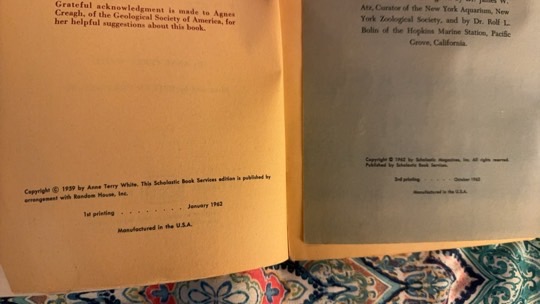 Grateful acknowledgment is made to Agnes
Creagh, of the Geological Society of America, for
her helpful suggestions about this book.
Copyright © 1959 by Anne Terry White. This Scholastic Book Services edition is published by
arrangement with Random House, Inc.
1st printing . . . . . . . . January 1962
Manufactured in the U.S.A.
Atz, Curator of the New York Aquarium, New
York Zoological Society, and by Dr. Rolf L.
Bolin of the Hopkins Marine Station, Pacific
Grove, California.
Copyright © 1962 by Scholastic Magazines, Inc. All rights reserved.
Published by Scholastic Book Services.
2nd printing . . . . . October 1962
Manufactured in the U.S.A.